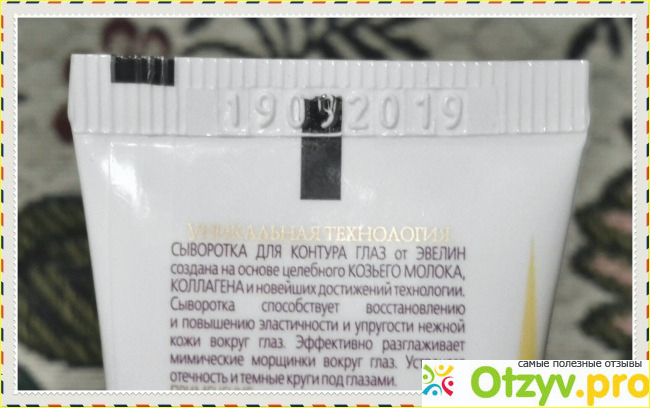 19092019
УНИКАЛЬНАЯ ТЕХНОЛОГИЯ
СЫВОРОТКА ДЛЯ КОНТУРА ГЛАЗ от ЭВЕЛИН
создана на основе целебного КОЗЬЕГО МОЛОКА,
КОЛЛАГЕНА и новейших достижений технологии.
Сыворотка способствует восстановлению
и повышению эластичности и упругости нежной
кожи вокруг глаз. Эффективно разглаживает
мимические морщинки вокруг глаз.
отечность и темные круги под глазами.
самые полезные отзывы
Otzyv.pro